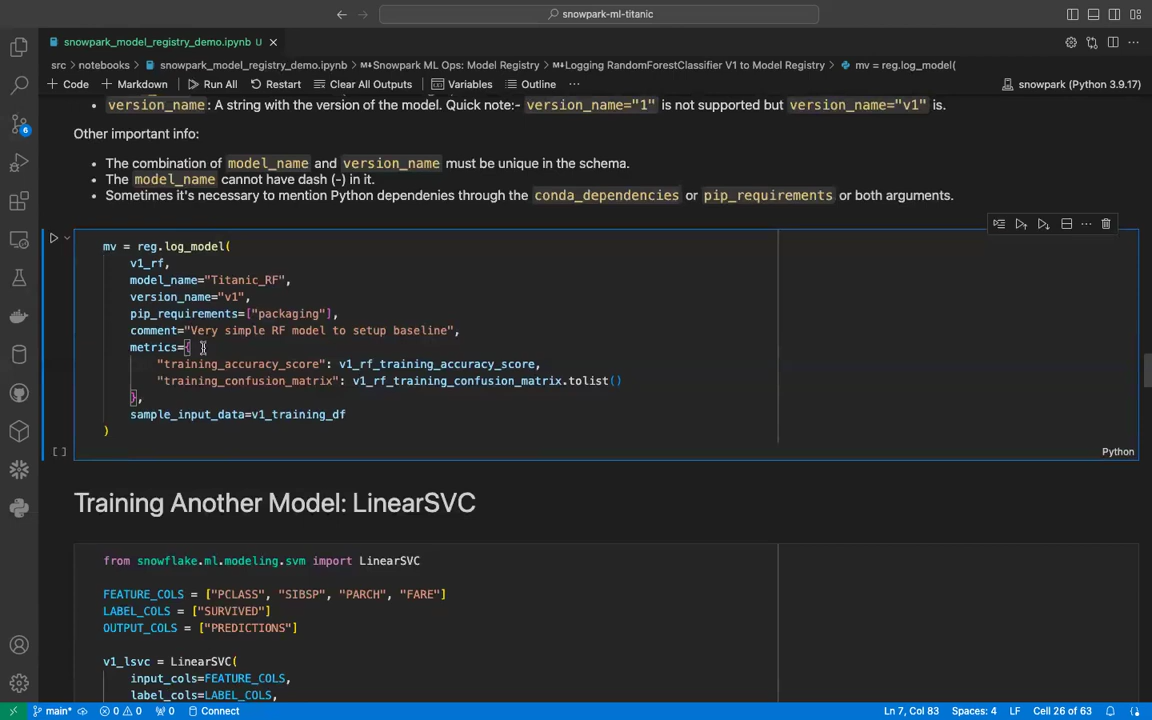 snowpark-ml-titanic
snowpark_model_registry_demo.ipynb U
src > notebooks > snowpark_model_registry_demo.ipynb > Snowpark ML Ops: Model Registry > Logging RandomForestClassifier V1 to Model Registry > mv = reg.log_model(
+ Code + Markdown Run All Restart Clear All Outputs Variables Outline ... snowpark (Python 3.9.17)
version_name: A string with the version of the model. Quick note:- version_name="1" is not supported but version_name="v1" is.
Other important info:
• The combination of model_name and version_name must be unique in the schema.
• The model_name cannot have dash (-) in it.
• Sometimes it's necessary to mention Python dependenies through the conda_dependencies or pip_requirements or both arguments.
mv = reg.log_model(
v1_rf,
model_name="Titanic_RF",
version_name="v1",
pip_requirements=["packaging"],
comment="Very simple RF model to setup baseline",
metrics={
"training_accuracy_score": v1_rf_training_accuracy_score,
"training_confusion_matrix": v1_rf_training_confusion_matrix.tolist()
},
sample_input_data=v1_training_df
)
[ ] Python
Training Another Model: LinearSVC
from snowflake.ml.modeling.svm import LinearSVC
FEATURE_COLS = ["PCLASS", "SIBSP", "PARCH", "FARE"]
LABEL_COLS = ["SURVIVED"]
OUTPUT_COLS = ["PREDICTIONS"]
v1_lsvc = LinearSVC(
input_cols=FEATURE_COLS,
label_cols=LABEL_COLS,
6
main* 0 0 0 Connect Ln 7, Col 83 Spaces: 4 LF Cell 26 of 63